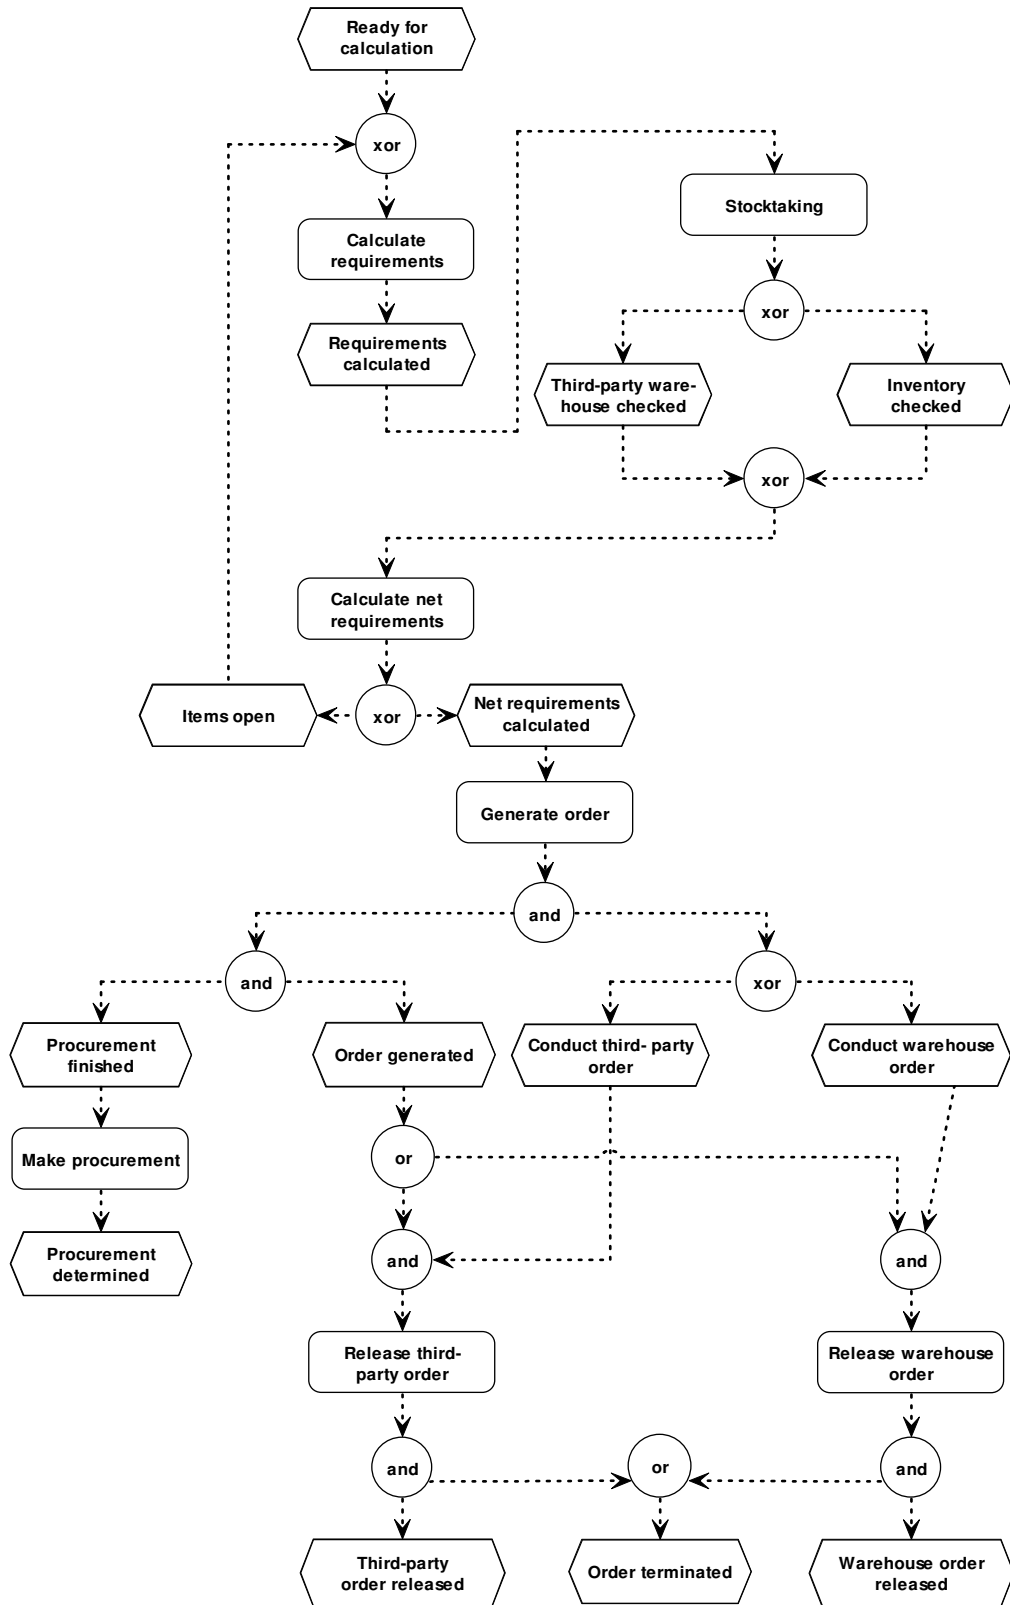 Ready for
calculation
xor
Calculate
requirements
Requirements
calculated
Stocktaking
xor
Third-party ware-
house checked
Inventory
checked
xor
Calculate net
requirements
Items open
xor
Net requirements
calculated
Generate order
and
and
xor
Procurement
finished
Order generated
Conduct third- party
order
Conduct warehouse
order
Make procurement
or
Procurement
determined
and
and
Release third-
party order
Release warehouse
order
and
or
and
Third-party
order released
Order terminated
Warehouse order
released